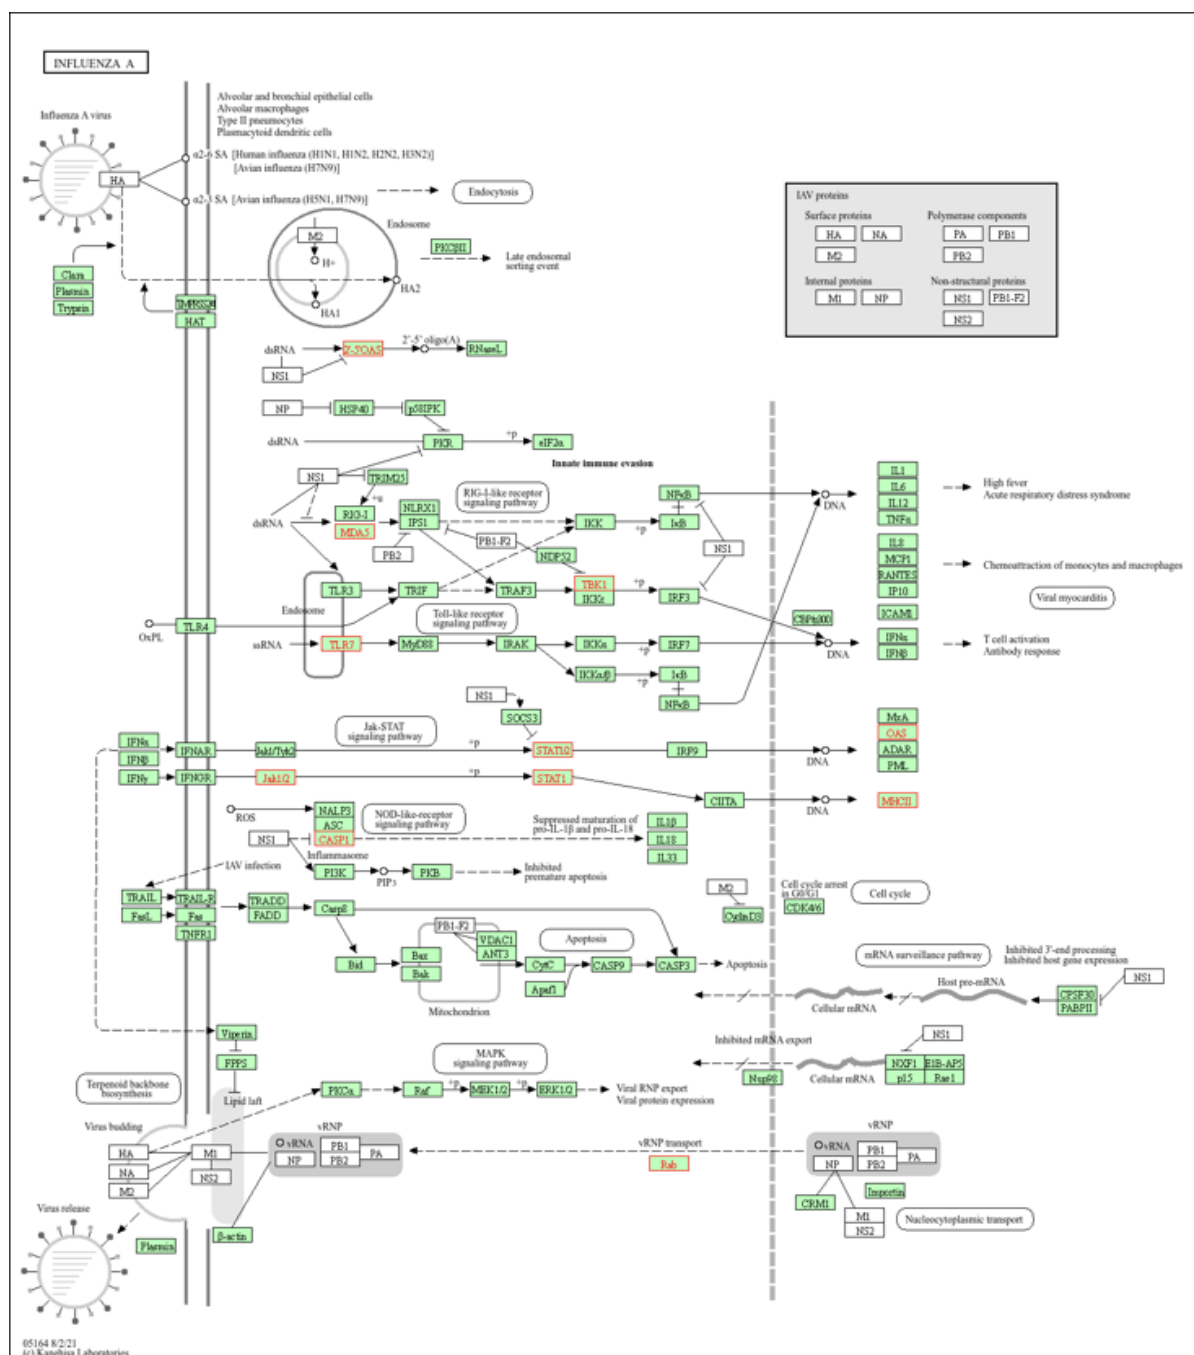 INFLUENZA A
Influenza A virus
HA
Alveolar and bronchial epithelial cells
Alveolar macrophages
Type II pneumocytes
Plasmacytoid dendritic cells
α2-6 SA [Human influenza (H1N1, H1N2, H2N2, H3N2)]
[Avian influenza (H7N9)]
α2-3 SA [Avian influenza (H5N1, H7N9)]
Endocytosis
Endosome
M2
H+
HA2
HA1
PKCβII
Late endosomal
sorting event
Clara
Plasmin
Trypsin
HAT
IAV proteins
Surface proteins
HA
NA
M2
Polymerase components
PA
PB1
PB2
Internal proteins
M1
NP
Non-structural proteins
NS1
PB1-F2
NS2
dsRNA
2'-5' oligo(A)
RNaseL
NS1
NP
HSP40
p58IPK
dsRNA
PKR
+p
eIF2α
Innate immune evasion
NS1
TRIM25
+u
RIG-I
MDA5
dsRNA
NLRX1
IPS1
PB2
RIG-I-like receptor
signaling pathway
PB1-F2
NDP52
IKK
+p
NFκB
IκB
NS1
DNA
IL1
IL6
IL12
TNFα
High fever
Acute respiratory distress syndrome
IL8
MCP1
RANTES
IP10
ICAM1
Chemoattraction of monocytes and macrophages
Viral myocarditis
TLR3
TRIF
TRAF3
TBK1
IKKε
+p
IRF3
Endosome
OxPL
TLR4
Toll-like receptor
signaling pathway
ssRNA
TLR7
MyD88
IRAK
IKKα
+p
IRF7
CBP/p300
DNA
IFNα
IFNβ
T cell activation
Antibody response
IKKα/β
+p
IκB
NFκB
NS1
SOCS3
Jak-STAT
signaling pathway
IFNα
IFNβ
IFNAR
Jak1/Tyk2
+p
STAT1/2
IRF9
DNA
MxA
OAS
ADAR
PML
IFNγ
IFNGR
Jak1/2
+p
STAT1
CIITA
DNA
MHCII
ROS
NALP3
ASC
CASP1
NS1
Inflammasome
NOD-like-receptor
signaling pathway
Suppressed maturation of
pro-IL-1β and pro-IL-18
IL1β
IL18
IL33
PI3K
PIP3
PKB
Inhibited
premature apoptosis
IAV infection
TRAIL
TRAIL-R
FasL
Fas
TNFR1
TRADD
FADD
Casp8
M2
CyclinD3
Cell cycle arrest
in G0/G1
CDK4/6
Cell cycle
Bid
Bax
Bak
PB1-F2
VDAC1
ANT3
Mitochondrion
Apoptosis
CytC
Apaf1
CASP9
CASP3
Apoptosis
mRNA surveillance pathway
Inhibited 3'-end processing
Inhibited host gene expression
NS1
Host pre-mRNA
Cellular mRNA
CPSF30
PABPII
Viperin
FPPS
Lipid laft
Terpenoid backbone
biosynthesis
MAPK
signaling pathway
PKCα
Raf
+p
MEK1/2
+p
ERK1/2
Viral RNP export
Viral protein expression
Inhibited mRNA export
Nup98
Cellular mRNA
NS1
NXF1
E1B-AP5
p15
Rae1
Virus budding
HA
NA
M2
M1
NS2
vRNP
vRNA
NP
PB1
PB2
PA
vRNP transport
Rab
vRNP
vRNA
NP
PB1
PB2
PA
CRM1
Importin
M1
NS2
Nucleocytoplasmic transport
Virus release
Plasmin
β-actin
05164 8/2/21
(c) Kanehisa Laboratories